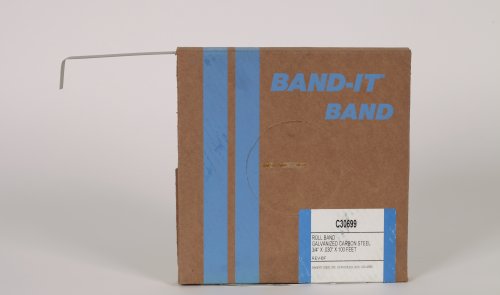 BAND-IT
BAND
C30699
ROLL BAND
GALVANIZED CARBON STEEL
3/4" X .030" X 100 FEET